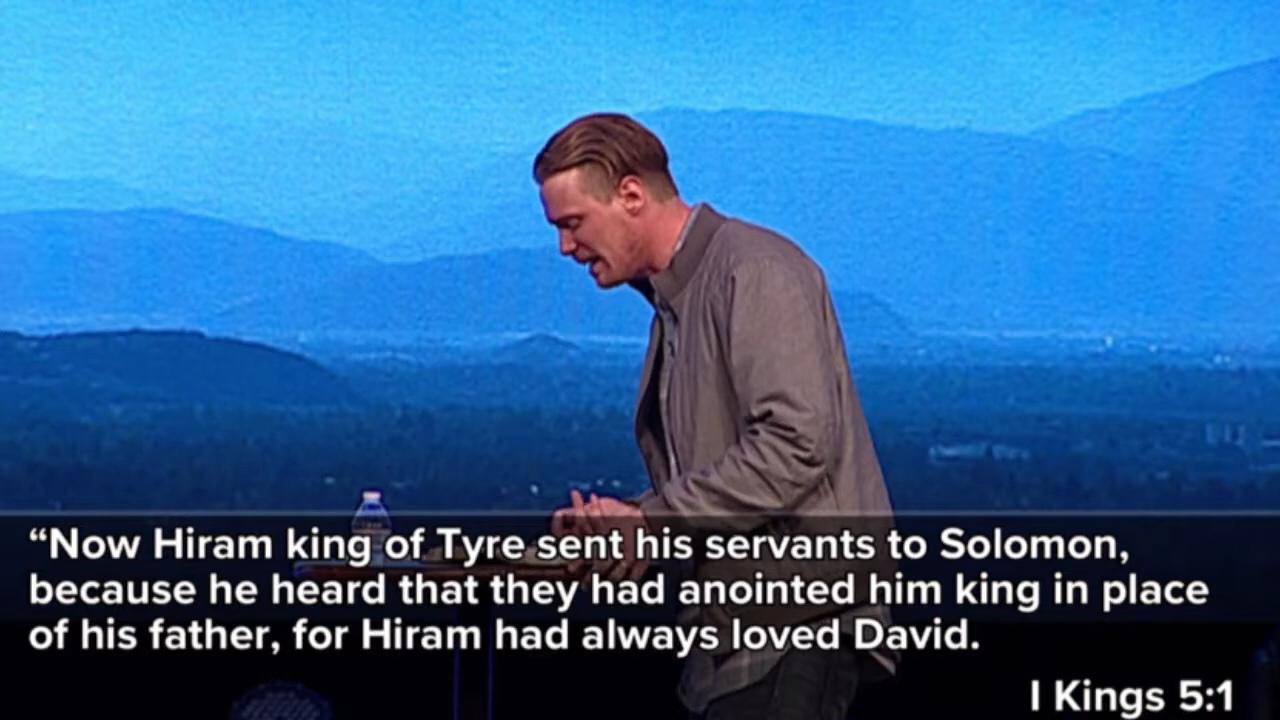 “Now Hiram king of Tyre sent his servants to Solomon,
because he heard that they had anointed him king in place
of his father, for Hiram had always loved David.
I Kings 5:1